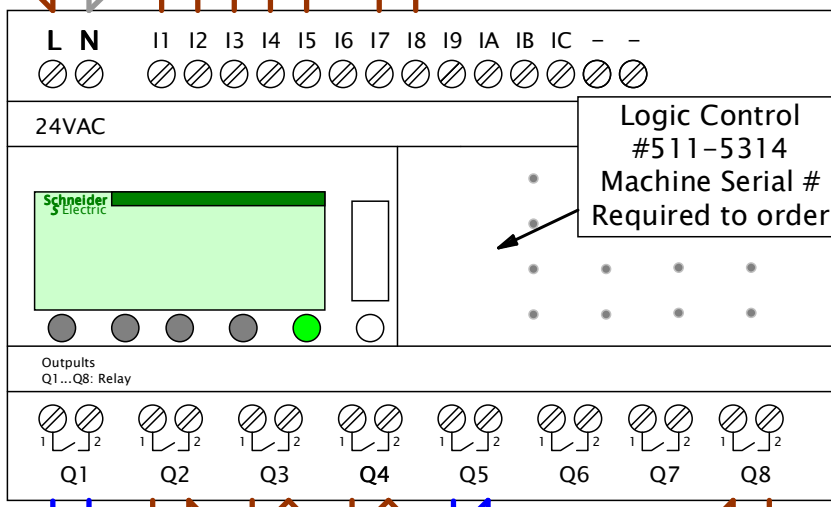 L N I1 I2 I3 I4 I5 I6 I7 I8 I9 IA IB IC – –
24VAC
Logic Control
#511–5314
Machine Serial #
Required to order
Schneider
S Electric
Outpults
Q1...Q8: Relay
1 2 1 2 1 2 1 2 1 2 1 2 1 2 1 2
Q1 Q2 Q3 Q4 Q5 Q6 Q7 Q8